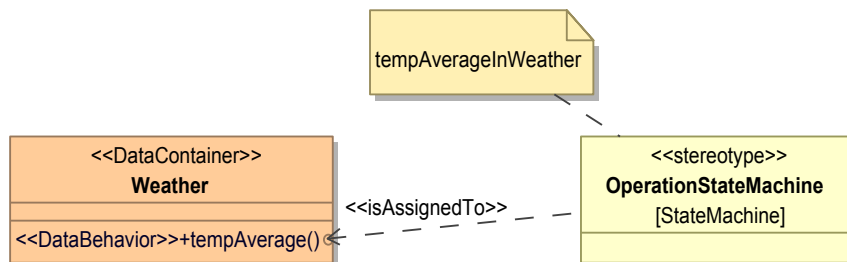 tempAverageInWeather
<<DataContainer>>
Weather
<<DataBehavior>>+tempAverage()
<<isAssignedTo>>
<<stereotype>>
OperationStateMachine
[StateMachine]